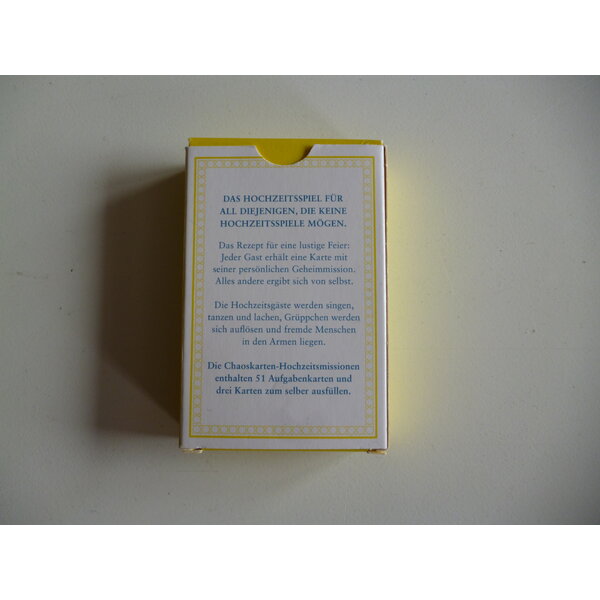 DAS HOCHZEITSSPIEL FÜR
ALL DIEJENIGEN, DIE KEINE
HOCHZEITSSPIELE MÖGEN.
Das Rezept für eine lustige Feier:
Jeder Gast erhält eine Karte mit
seiner persönlichen Geheimmission.
Alles andere ergibt sich von selbst.
Die Hochzeitsgäste werden singen,
tanzen und lachen, Grüppchen werden
sich auflösen und fremde Menschen
in den Armen liegen.
Die Chaoskarten-Hochzeitsmissionen
enthalten 51 Aufgabenkarten und
drei Karten zum selber ausfüllen.